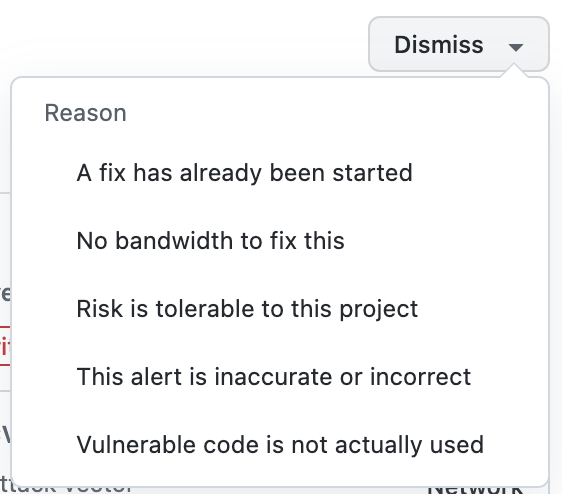 Dismiss
Reason
A fix has already been started
No bandwidth to fix this
Risk is tolerable to this project
This alert is inaccurate or incorrect
Vulnerable code is not actually used
Network